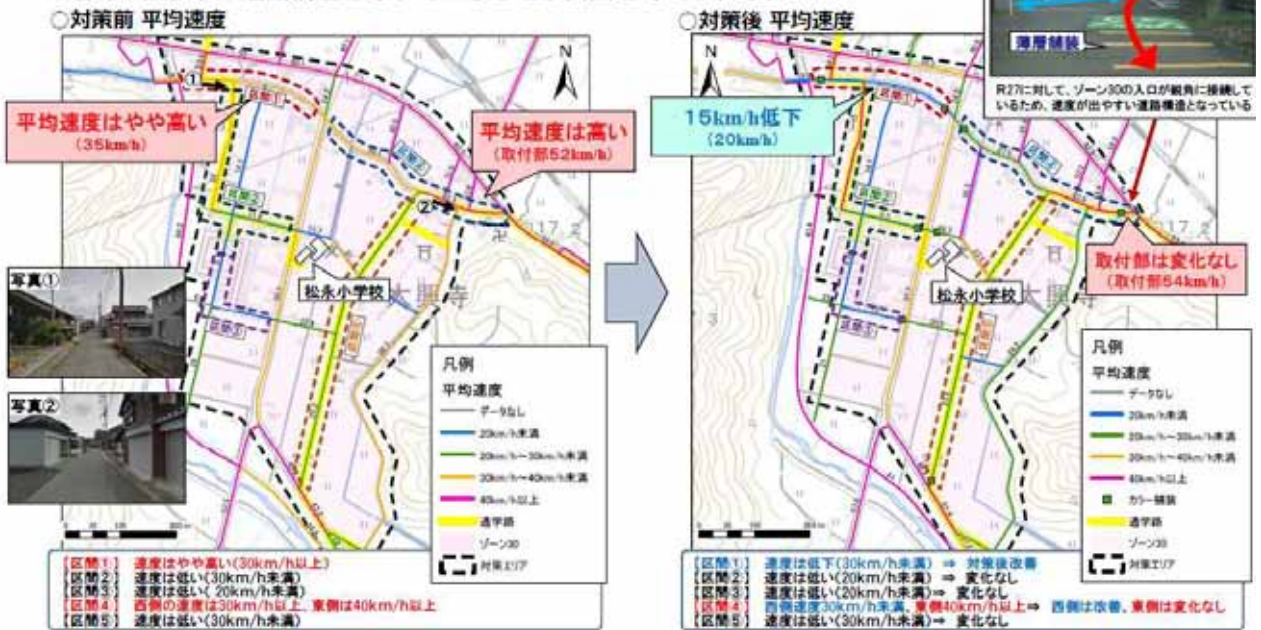 ○対策前 平均速度
○対策後 平均速度
薄層舗装
R27に対して、ゾーン30の入口が鋭角に接続して
いるため、速度が出やすい道路構造となっている
N
①
区間①
平均速度はやや高い
(35km/h)
平均速度は高い
(取付部52km/h)
②
松永小学校
写真①
写真②
凡例
平均速度
データなし
20km/h未満
20km/h～30km/h未満
30km/h～40km/h未満
40km/h以上
通学路
ゾーン30
対策エリア
【区間1】 速度はやや高い(30km/h以上)
【区間2】 速度は低い(30km/h未満)
【区間3】 速度は低い( 20km/h未満)
【区間4】 西側の速度は30km/h以上、東側は40km/h以上
【区間5】 速度は低い(30km/h未満)
N
区間①
15km/h低下
(20km/h)
取付部は変化なし
(取付部54km/h)
松永小学校
凡例
平均速度
データなし
20km/h未満
20km/h～30km/h未満
30km/h～40km/h未満
40km/h以上
カラー舗装
通学路
ゾーン30
対策エリア
【区間1】 速度は低下(30km/h未満) ⇒ 対策後改善
【区間2】 速度は低い(20km/h未満) ⇒ 変化なし
【区間3】 速度は低い(20km/h未満)⇒ 変化なし
【区間4】 西側速度30km/h未満、東側40km/h以上⇒ 西側は改善、東側は変化なし
【区間5】 速度は低い(30km/h未満)⇒ 変化なし